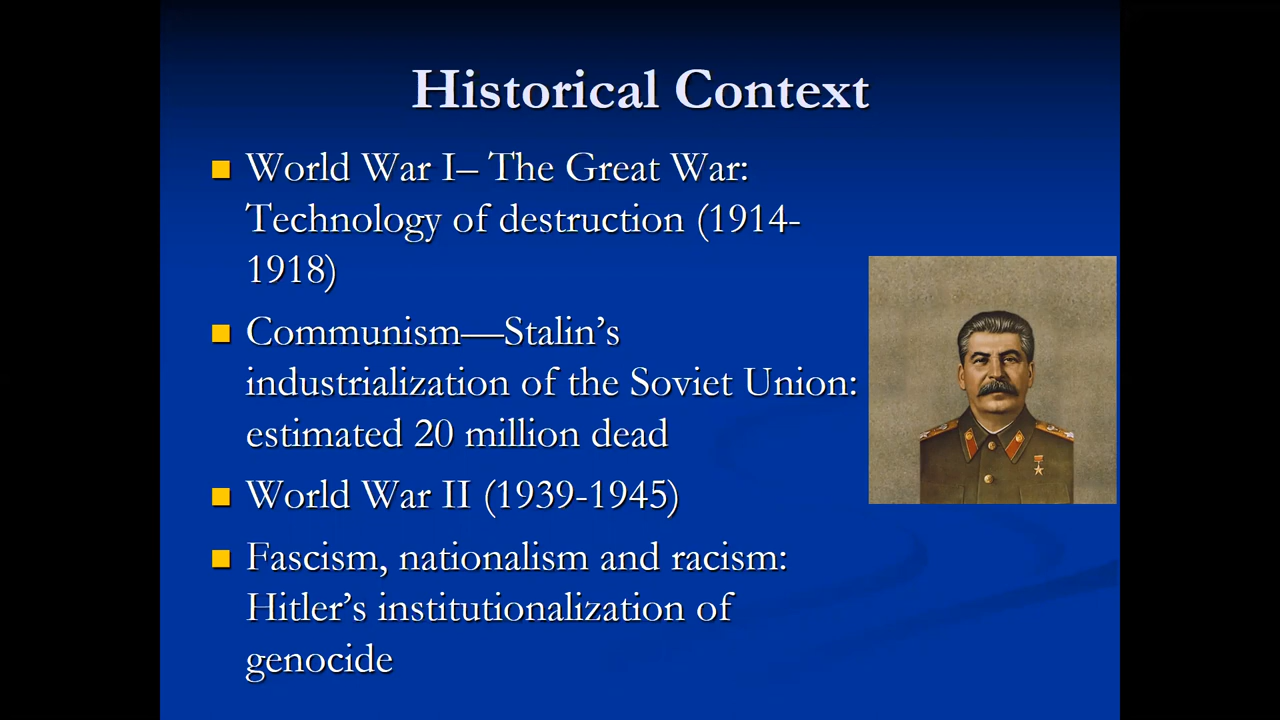 Historical Context
World War I– The Great War:
Technology of destruction (1914-
1918)
Communism—Stalin’s
industrialization of the Soviet Union:
estimated 20 million dead
World War II (1939-1945)
Fascism, nationalism and racism:
Hitler’s institutionalization of
genocide